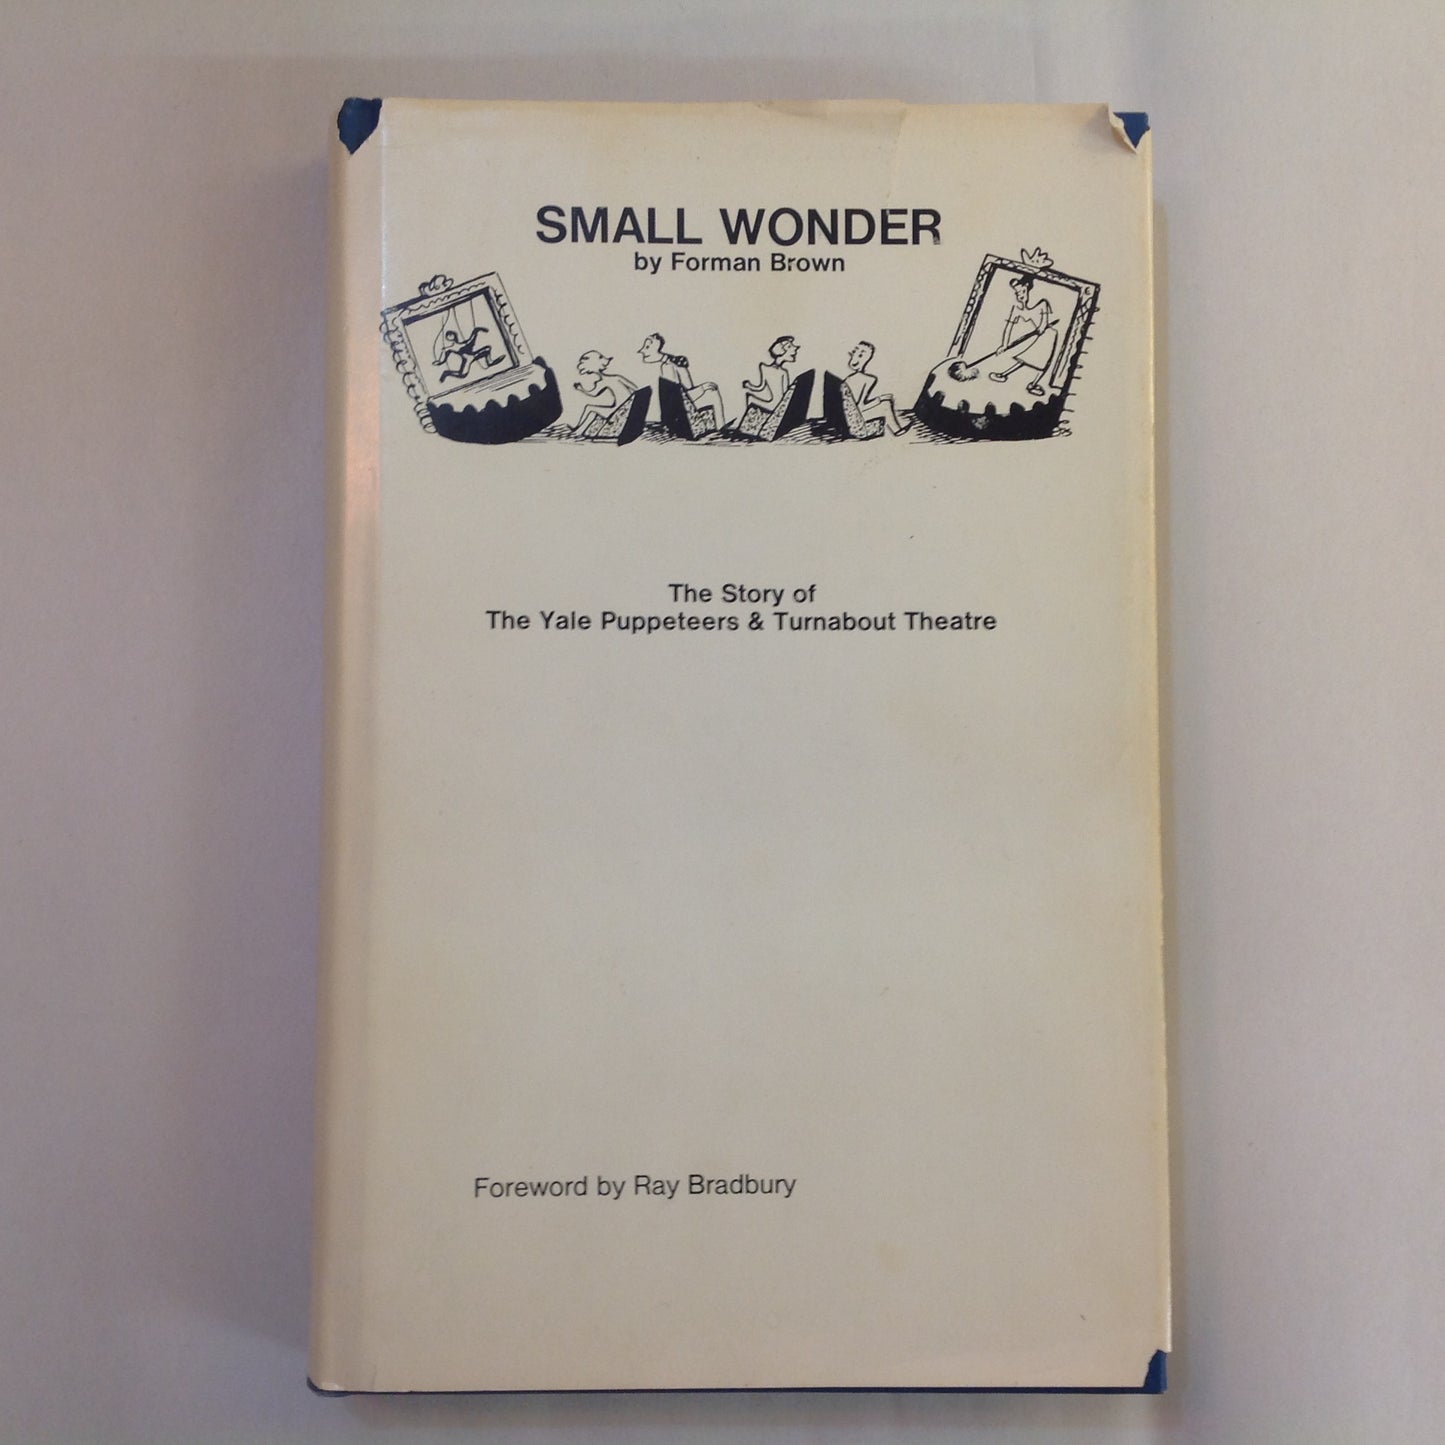 SMALL WONDER
by Forman Brown
The Story of
The Yale Puppeteers & Turnabout Theatre
Foreword by Ray Bradbury